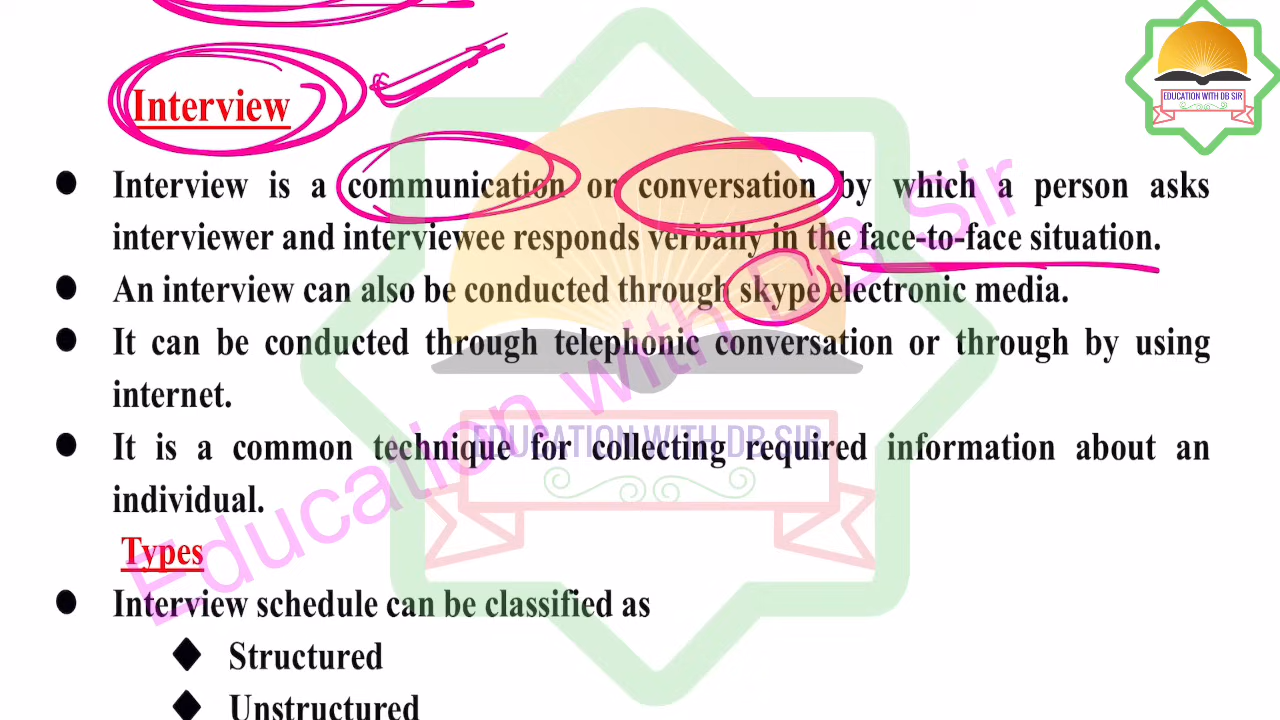 EDUCATION WITH DB SIR
Interview
● Interview is a communication or conversation by which a person asks
interviewer and interviewee responds verbally in the face-to-face situation.
● An interview can also be conducted through skype electronic media.
● It can be conducted through telephonic conversation or through by using
internet.
● It is a common technique for collecting required information about an
individual.
Types
● Interview schedule can be classified as
◆ Structured
◆ Unstructured
EDUCATION WITH DB SIR
Education with DB Sir